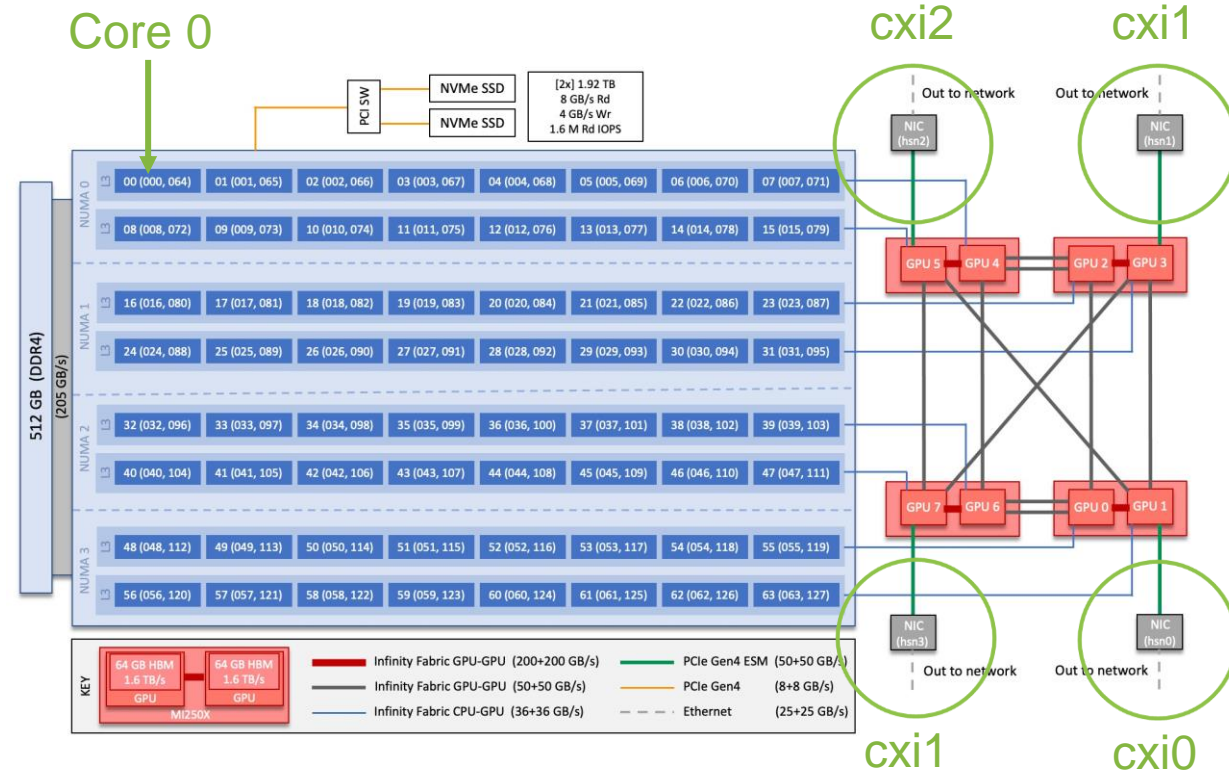 Core 0
cxi2
cxi1
PCI SW
NVMe SSD
NVMe SSD
[2x] 1.92 TB
8 GB/s Rd
4 GB/s Wr
1.6 M Rd IOPS
Out to network
Out to network
NIC
(hsn2)
NIC
(hsn1)
512 GB (DDR4)
(205 GB/s)
NUMA 0
L3
00 (000, 064) 01 (001, 065) 02 (002, 066) 03 (003, 067) 04 (004, 068) 05 (005, 069) 06 (006, 070) 07 (007, 071)
L3
08 (008, 072) 09 (009, 073) 10 (010, 074) 11 (011, 075) 12 (012, 076) 13 (013, 077) 14 (014, 078) 15 (015, 079)
NUMA 1
L3
16 (016, 080) 17 (017, 081) 18 (018, 082) 19 (019, 083) 20 (020, 084) 21 (021, 085) 22 (022, 086) 23 (023, 087)
L3
24 (024, 088) 25 (025, 089) 26 (026, 090) 27 (027, 091) 28 (028, 092) 29 (029, 093) 30 (030, 094) 31 (031, 095)
NUMA 2
L3
32 (032, 096) 33 (033, 097) 34 (034, 098) 35 (035, 099) 36 (036, 100) 37 (037, 101) 38 (038, 102) 39 (039, 103)
L3
40 (040, 104) 41 (041, 105) 42 (042, 106) 43 (043, 107) 44 (044, 108) 45 (045, 109) 46 (046, 110) 47 (047, 111)
NUMA 3
L3
48 (048, 112) 49 (049, 113) 50 (050, 114) 51 (051, 115) 52 (052, 116) 53 (053, 117) 54 (054, 118) 55 (055, 119)
L3
56 (056, 120) 57 (057, 121) 58 (058, 122) 59 (059, 123) 60 (060, 124) 61 (061, 125) 62 (062, 126) 63 (063, 127)
GPU 5 GPU 4 GPU 2 GPU 3
GPU 7 GPU 6 GPU 0 GPU 1
NIC
(hsn3)
NIC
(hsn0)
Out to network
Out to network
KEY
64 GB HBM
1.6 TB/s
GPU
64 GB HBM
1.6 TB/s
GPU
MI250X
Infinity Fabric GPU-GPU (200+200 GB/s)
Infinity Fabric GPU-GPU (50+50 GB/s)
Infinity Fabric CPU-GPU (36+36 GB/s)
PCIe Gen4 ESM (50+50 GB/s)
PCIe Gen4 (8+8 GB/s)
Ethernet (25+25 GB/s)
cxi1
cxi0